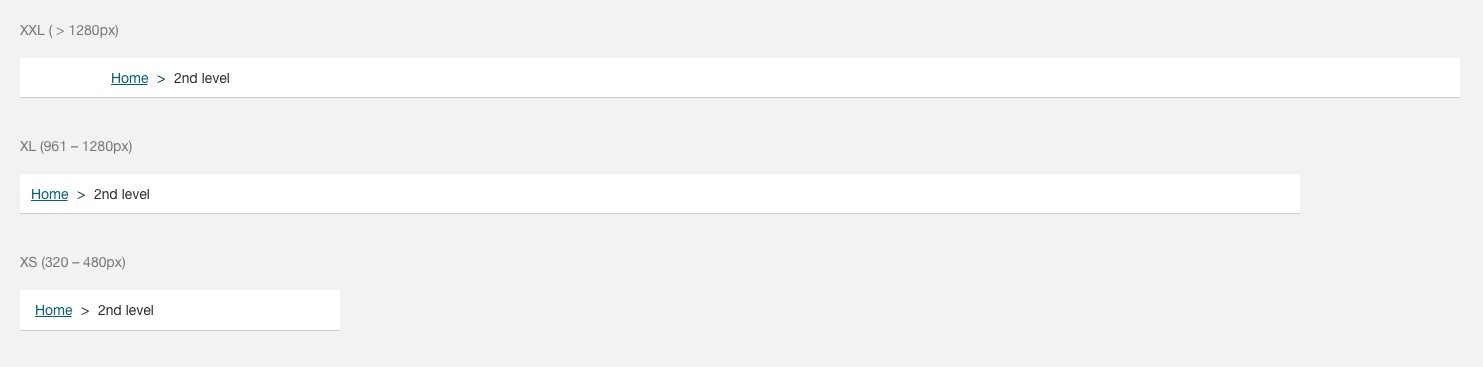 XXL ( > 1280px)
Home > 2nd level
XL (961 – 1280px)
Home > 2nd level
XS (320 – 480px)
Home > 2nd level